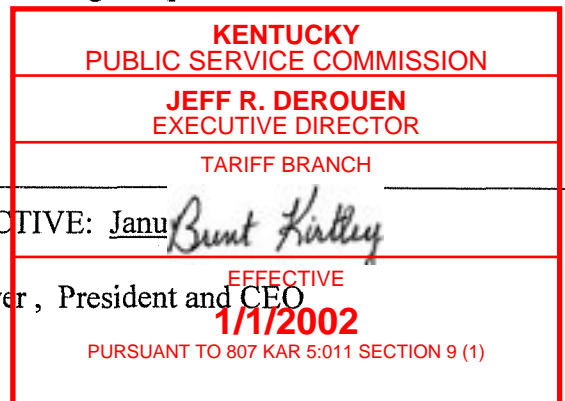 KENTUCKY
PUBLIC SERVICE COMMISSION
JEFF R. DEROUEN
EXECUTIVE DIRECTOR
TARIFF BRANCH
CTIVE: Janu
Brent Kirtley
EFFECTIVE
er , President and CEO
1/1/2002
PURSUANT TO 807 KAR 5:011 SECTION 9 (1)